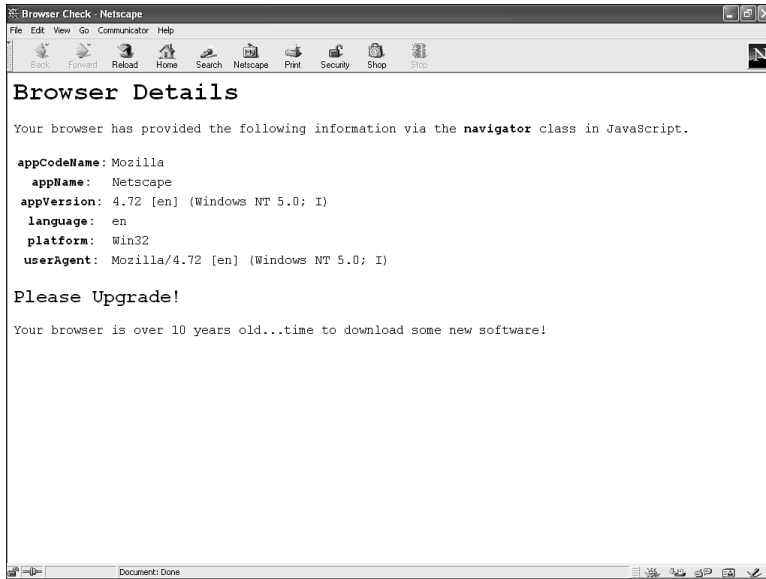 Browser Check - Netscape
File Edit View Go Communicator Help
Back Forward Reload Home Search Netscape Print Security Shop Stop
N
Browser Details
Your browser has provided the following information via the navigator class in JavaScript.
appCodeName: Mozilla
appName: Netscape
appVersion: 4.72 [en] (Windows NT 5.0; I)
language: en
platform: Win32
userAgent: Mozilla/4.72 [en] (Windows NT 5.0; I)
Please Upgrade!
Your browser is over 10 years old...time to download some new software!
Document: Done